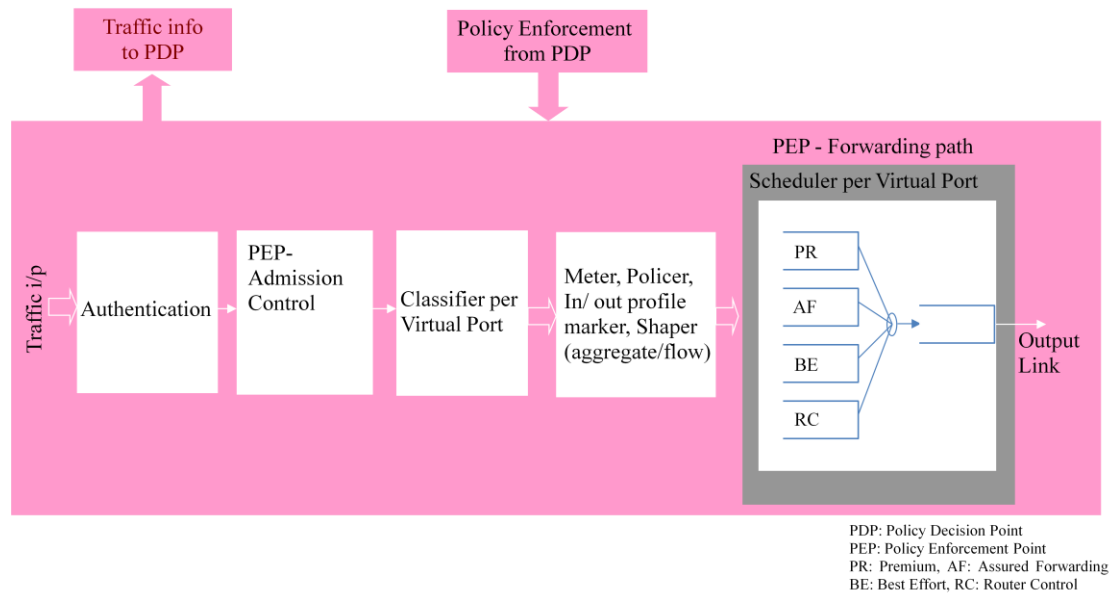 Traffic info
to PDP
Policy Enforcement
from PDP
PEP - Forwarding path
Scheduler per Virtual Port
Traffic i/p
Authentication
PEP-
Admission
Control
Classifier per
Virtual Port
Meter, Policer,
In/ out profile
marker, Shaper
(aggregate/flow)
PR
AF
BE
RC
Output
Link
PDP: Policy Decision Point
PEP: Policy Enforcement Point
PR: Premium, AF: Assured Forwarding
BE: Best Effort, RC: Router Control